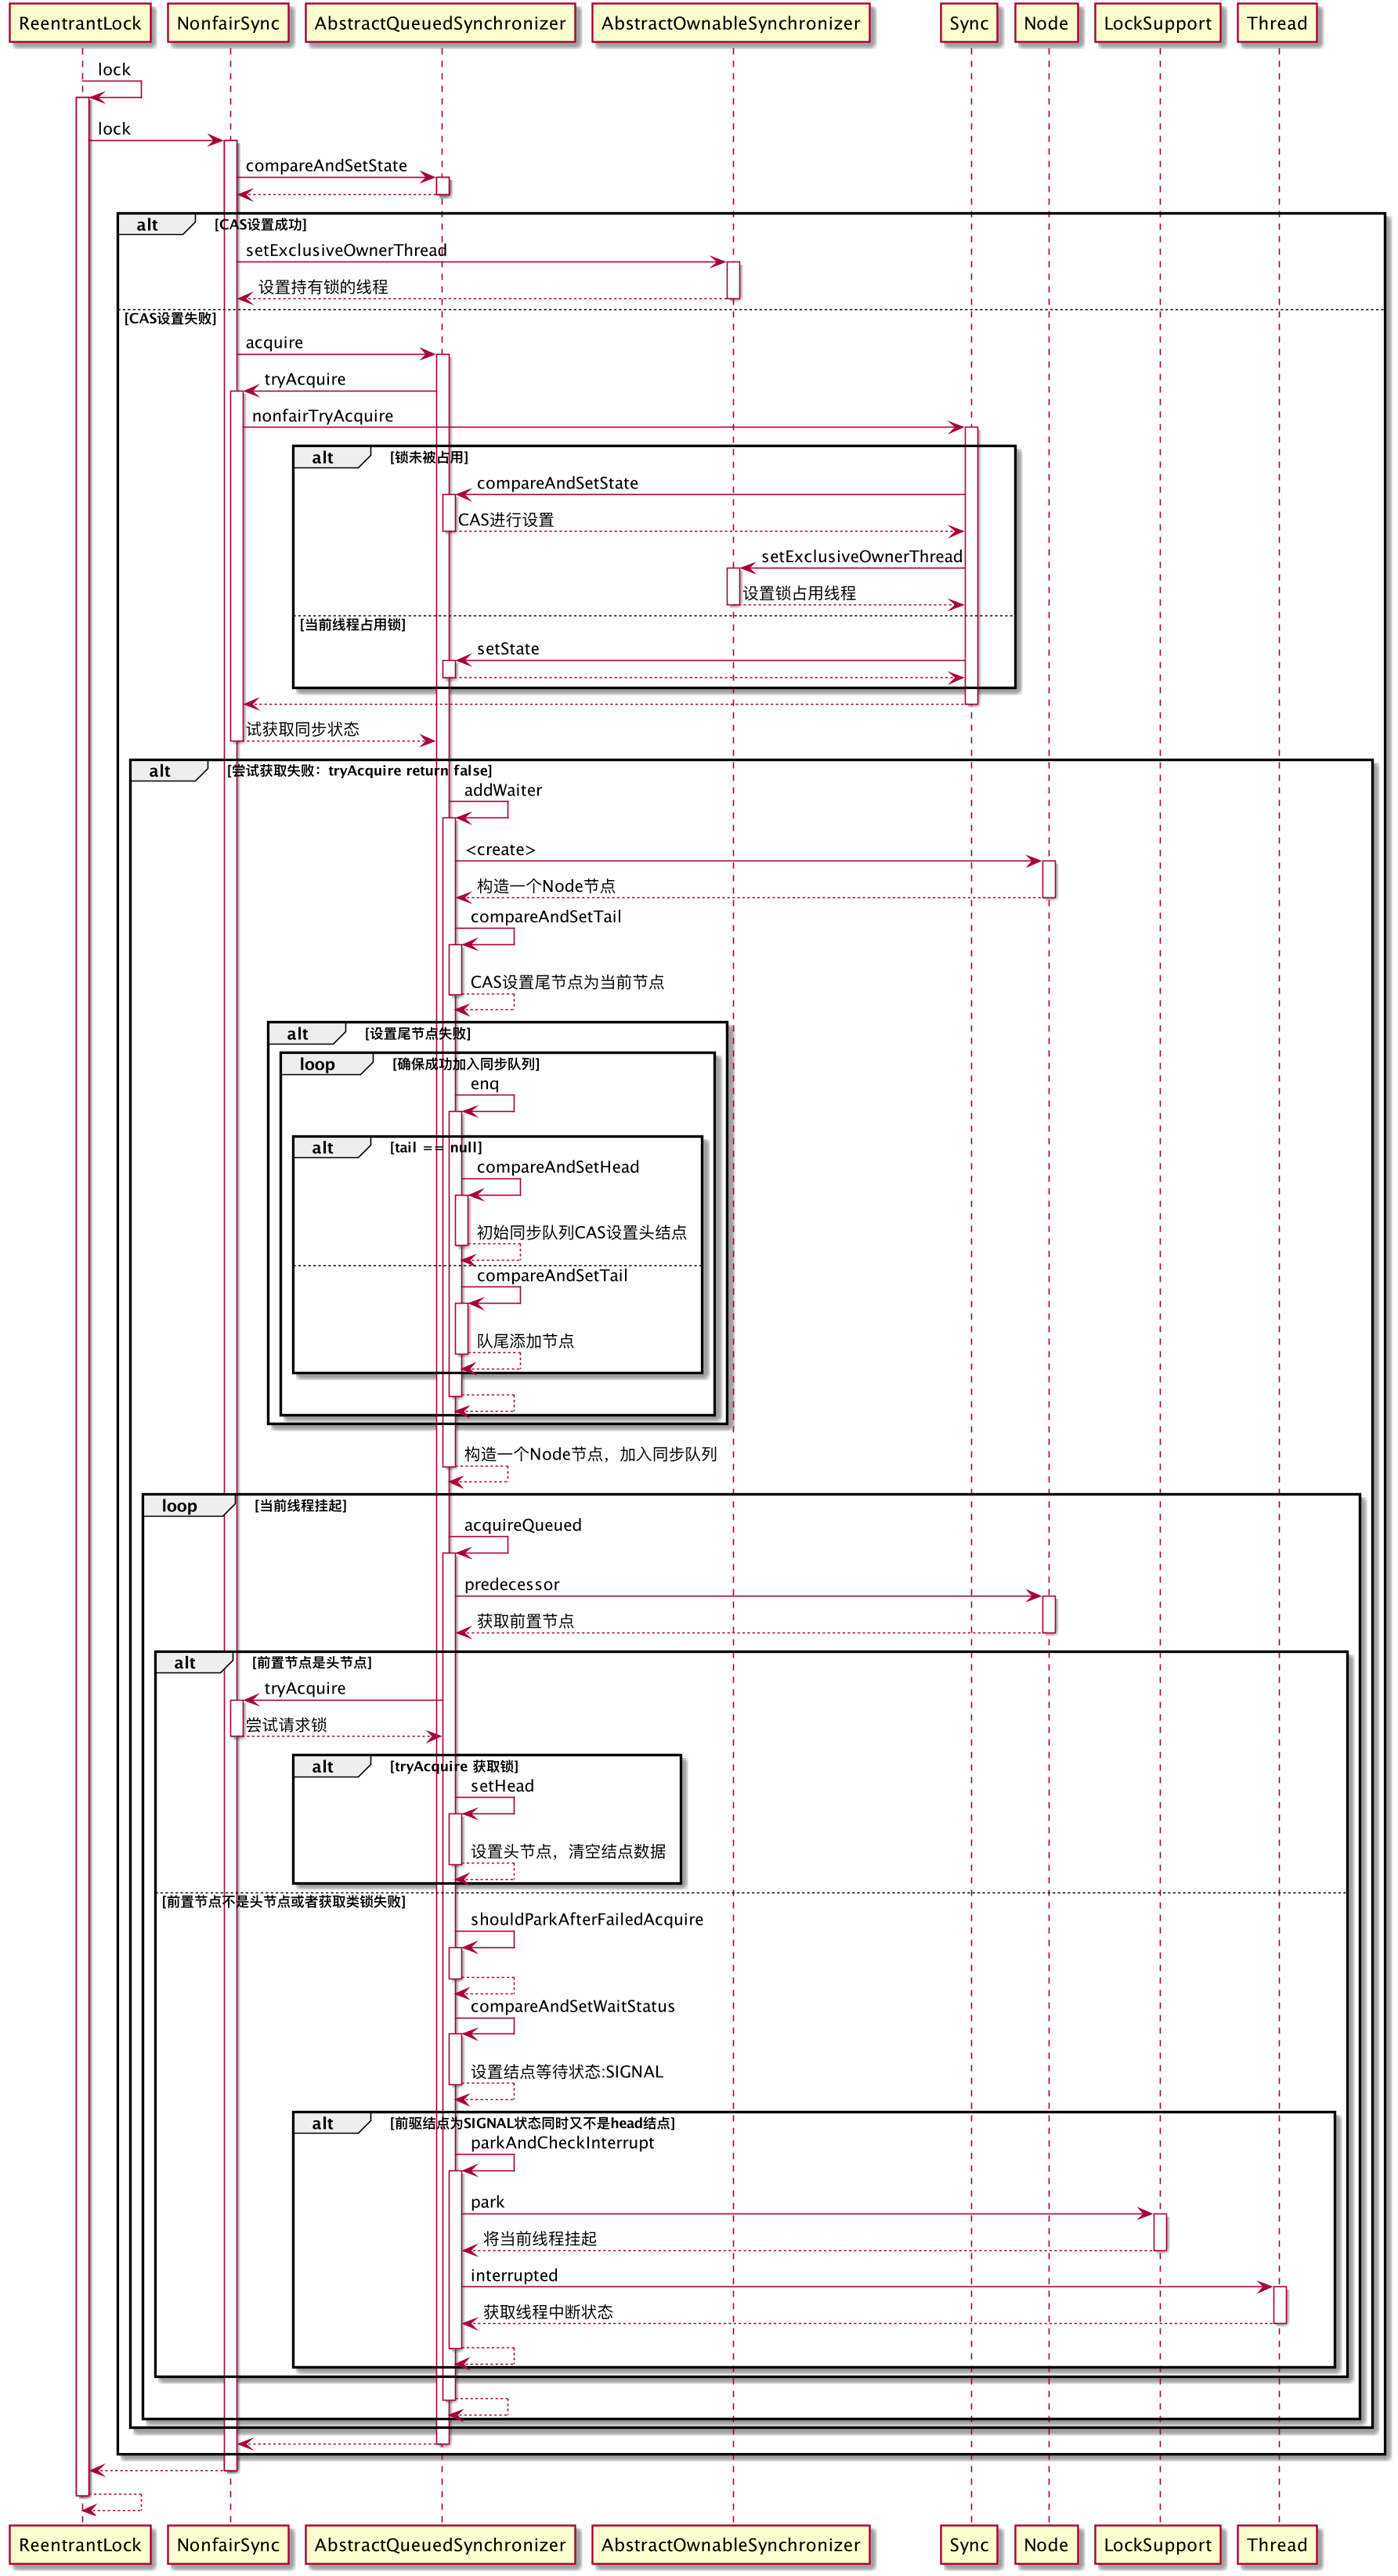 ReentrantLock NonfairSync AbstractQueuedSynchronizer AbstractOwnableSynchronizer Sync Node LockSupport Thread
lock
lock
compareAndSetState
alt [CAS设置成功]
setExclusiveOwnerThread
设置持有锁的线程
[CAS设置失败]
acquire
tryAcquire
nonfairTryAcquire
alt [锁未被占用]
compareAndSetState
CAS进行设置
setExclusiveOwnerThread
设置锁占用线程
[当前线程占用锁]
setState
试获取同步状态
alt [尝试获取失败：tryAcquire return false]
addWaiter
<create>
构造一个Node节点
compareAndSetTail
CAS设置尾节点为当前节点
alt [设置尾节点失败]
loop [确保成功加入同步队列]
enq
alt [tail == null]
compareAndSetHead
初始同步队列CAS设置头结点
compareAndSetTail
队尾添加节点
构造一个Node节点，加入同步队列
loop [当前线程挂起]
acquireQueued
predecessor
获取前置节点
alt [前置节点是头节点]
tryAcquire
尝试请求锁
alt [tryAcquire 获取锁]
setHead
设置头节点，清空结点数据
[前置节点不是头节点或者获取类锁失败]
shouldParkAfterFailedAcquire
compareAndSetWaitStatus
设置结点等待状态:SIGNAL
alt [前驱结点为SIGNAL状态同时又不是head结点]
parkAndCheckInterrupt
park
将当前线程挂起
interrupted
获取线程中断状态
ReentrantLock NonfairSync AbstractQueuedSynchronizer AbstractOwnableSynchronizer Sync Node LockSupport Thread